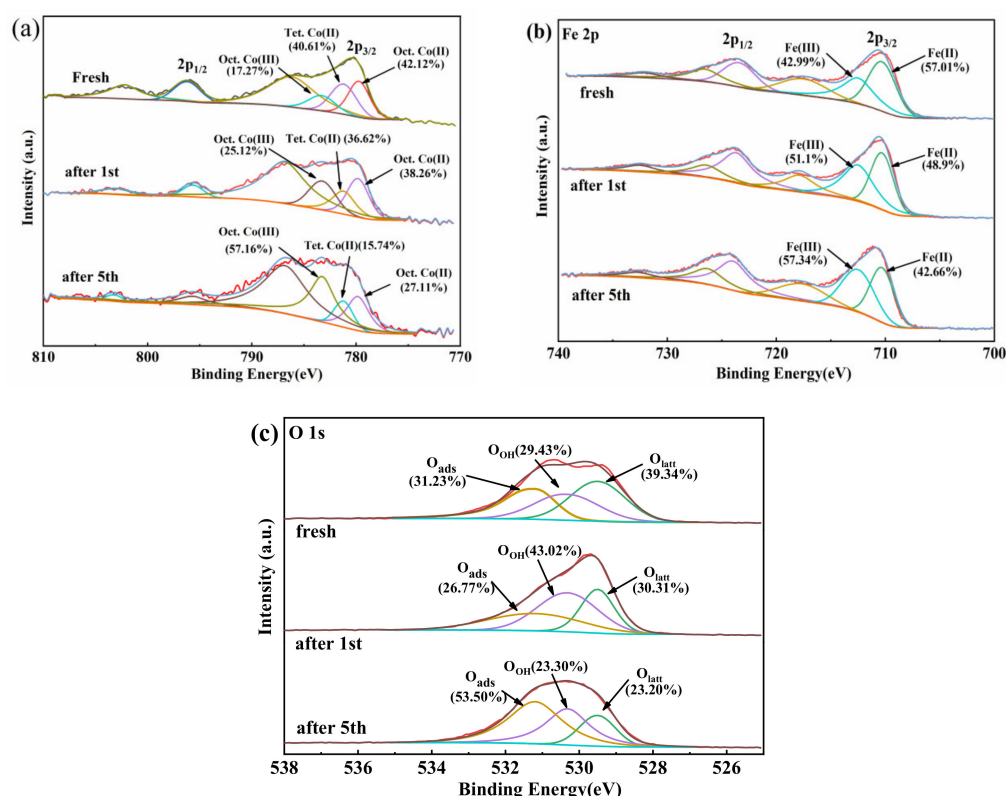 (a)
Tet. Co(II)
(40.61%)
2p3/2
Oct. Co(III)
(17.27%)
Oct. Co(II)
(42.12%)
2p1/2
Fresh
Oct. Co(III)
(25.12%)
Tet. Co(II)(36.62%)
Oct. Co(II)
(38.26%)
after 1st
Oct. Co(III)
(57.16%)
Tet. Co(II)(15.74%)
Oct. Co(II)
(27.11%)
after 5th
Intensity (a.u.)
810 800 790 780 770
Binding Energy(eV)
(b)
Fe 2p
2p1/2
2p3/2
Fe(III)
(42.99%)
Fe(II)
(57.01%)
fresh
Fe(III)
(51.1%)
Fe(II)
(48.9%)
after 1st
Fe(III)
(57.34%)
Fe(II)
(42.66%)
after 5th
Intensity (a.u.)
740 730 720 710 700
Binding Energy(eV)
(c)
O 1s
Oads
(31.23%)
OOH(29.43%)
Olatt
(39.34%)
fresh
Oads
(26.77%)
OOH(43.02%)
Olatt
(30.31%)
after 1st
Oads
(53.50%)
OOH(23.30%)
Olatt
(23.20%)
after 5th
Intensity (a.u.)
538 536 534 532 530 528 526
Binding Energy(eV)